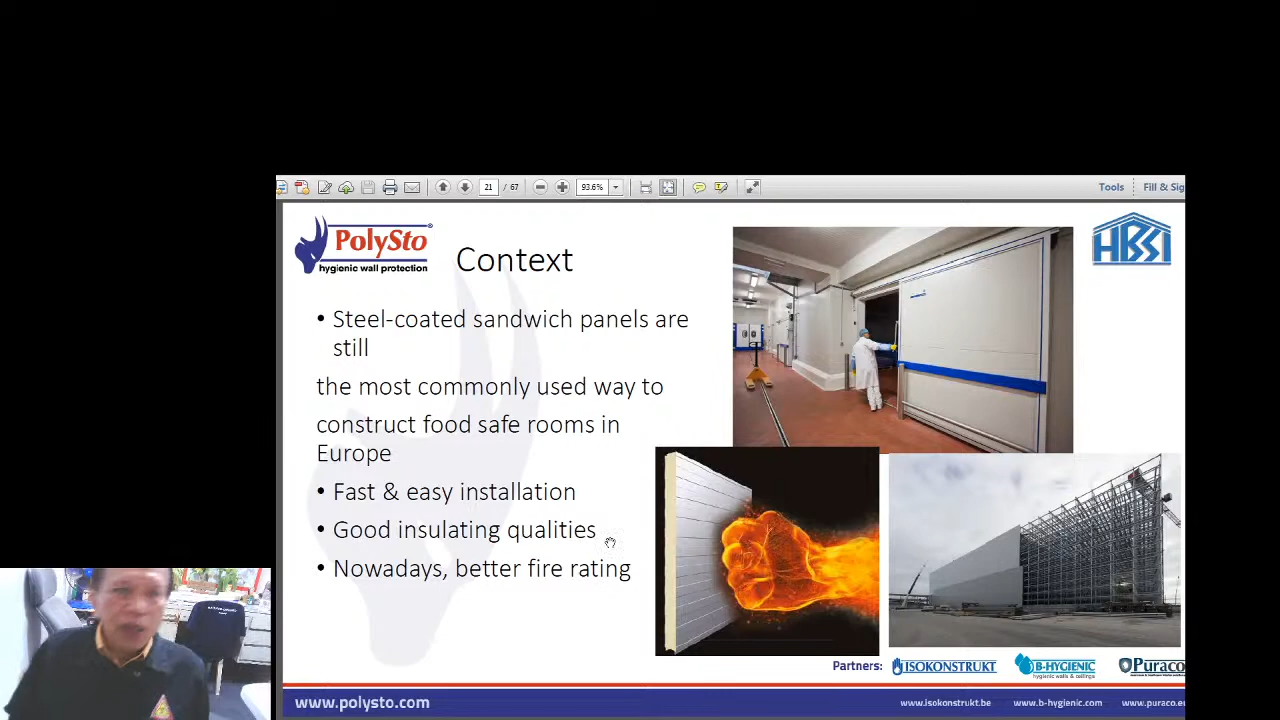 21 / 67
93.6%
Tools
Fill & Sig
PolySto®
hygienic wall protection
Context
HBSI
• Steel-coated sandwich panels are
still
the most commonly used way to
construct food safe rooms in
Europe
• Fast & easy installation
• Good insulating qualities
• Nowadays, better fire rating
Partners:
ISOKONSTRUKT
B-HYGIENIC
hygienic walls & ceilings
Puraco
www.polysto.com
www.isokonstrukt.be
www.b-hygienic.com
www.puraco.eu